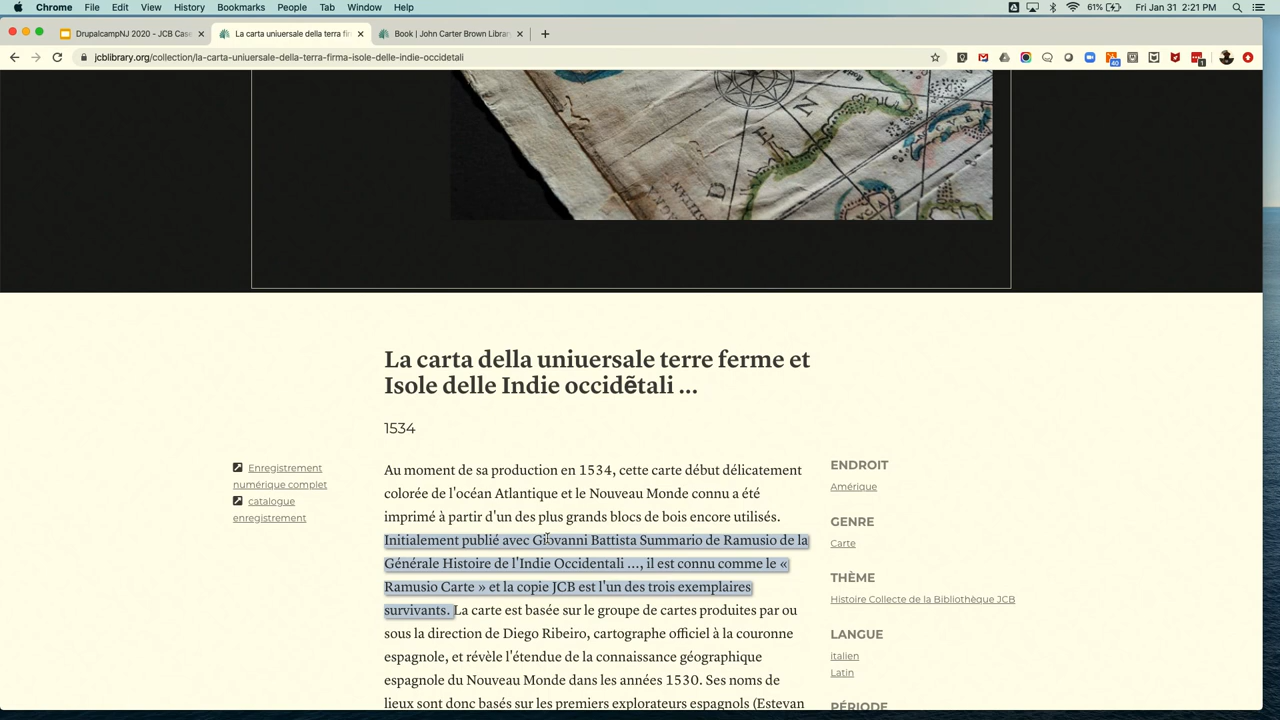 Chrome File Edit View History Bookmarks People Tab Window Help 61% Fri Jan 31 2:21 PM
DrupalcampNJ 2020 - JCB Cas
La carta uniuersale della terra fir
Book | John Carter Brown Librar
jcblibrary.org/collection/la-carta-uniuersale-della-terra-firma-isole-delle-indie-occidetali
La carta della uniuersale terre ferme et
Isole delle Indie occidẽtali ...
1534
Enregistrement
numérique complet
catalogue
enregistrement
Au moment de sa production en 1534, cette carte début délicatement
colorée de l'océan Atlantique et le Nouveau Monde connu a été
imprimé à partir d'un des plus grands blocs de bois encore utilisés.
Initialement publié avec Giovanni Battista Summario de Ramusio de la
Générale Histoire de l'Indie Occidentali ..., il est connu comme le «
Ramusio Carte » et la copie JCB est l'un des trois exemplaires
survivants. La carte est basée sur le groupe de cartes produites par ou
sous la direction de Diego Ribeiro, cartographe officiel à la couronne
espagnole, et révèle l'étendue de la connaissance géographique
espagnole du Nouveau Monde dans les années 1530. Ses noms de
lieux sont donc basés sur les premiers explorateurs espagnols (Estevan
ENDROIT
Amérique
GENRE
Carte
THÈME
Histoire Collecte de la Bibliothèque JCB
LANGUE
italien
Latin
PÉRIODE